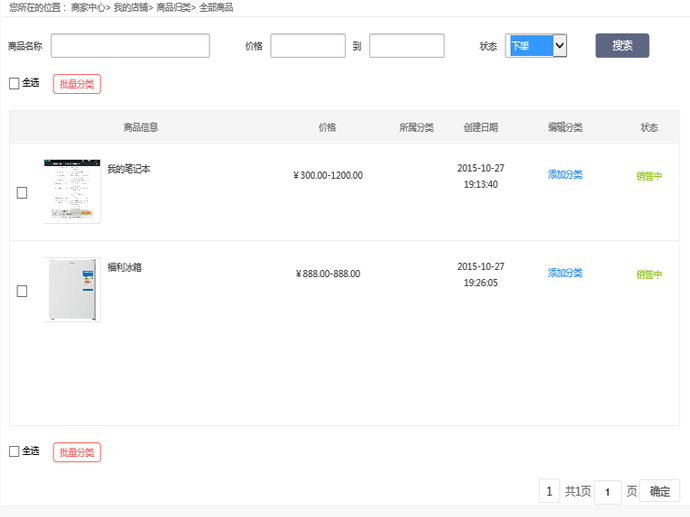 您所在的位置： 商家中心> 我的店铺> 商品归类> 全部商品
商品名称 价格 到 状态 下架 搜索
全选 批量分类
商品信息 价格 所属分类 创建日期 编辑分类 状态
我的笔记本 ￥300.00-1200.00 2015-10-27 19:13:40 添加分类 销售中
福利冰箱 ￥888.00-888.00 2015-10-27 19:26:05 添加分类 销售中
全选 批量分类
1 共1页 1 页 确定